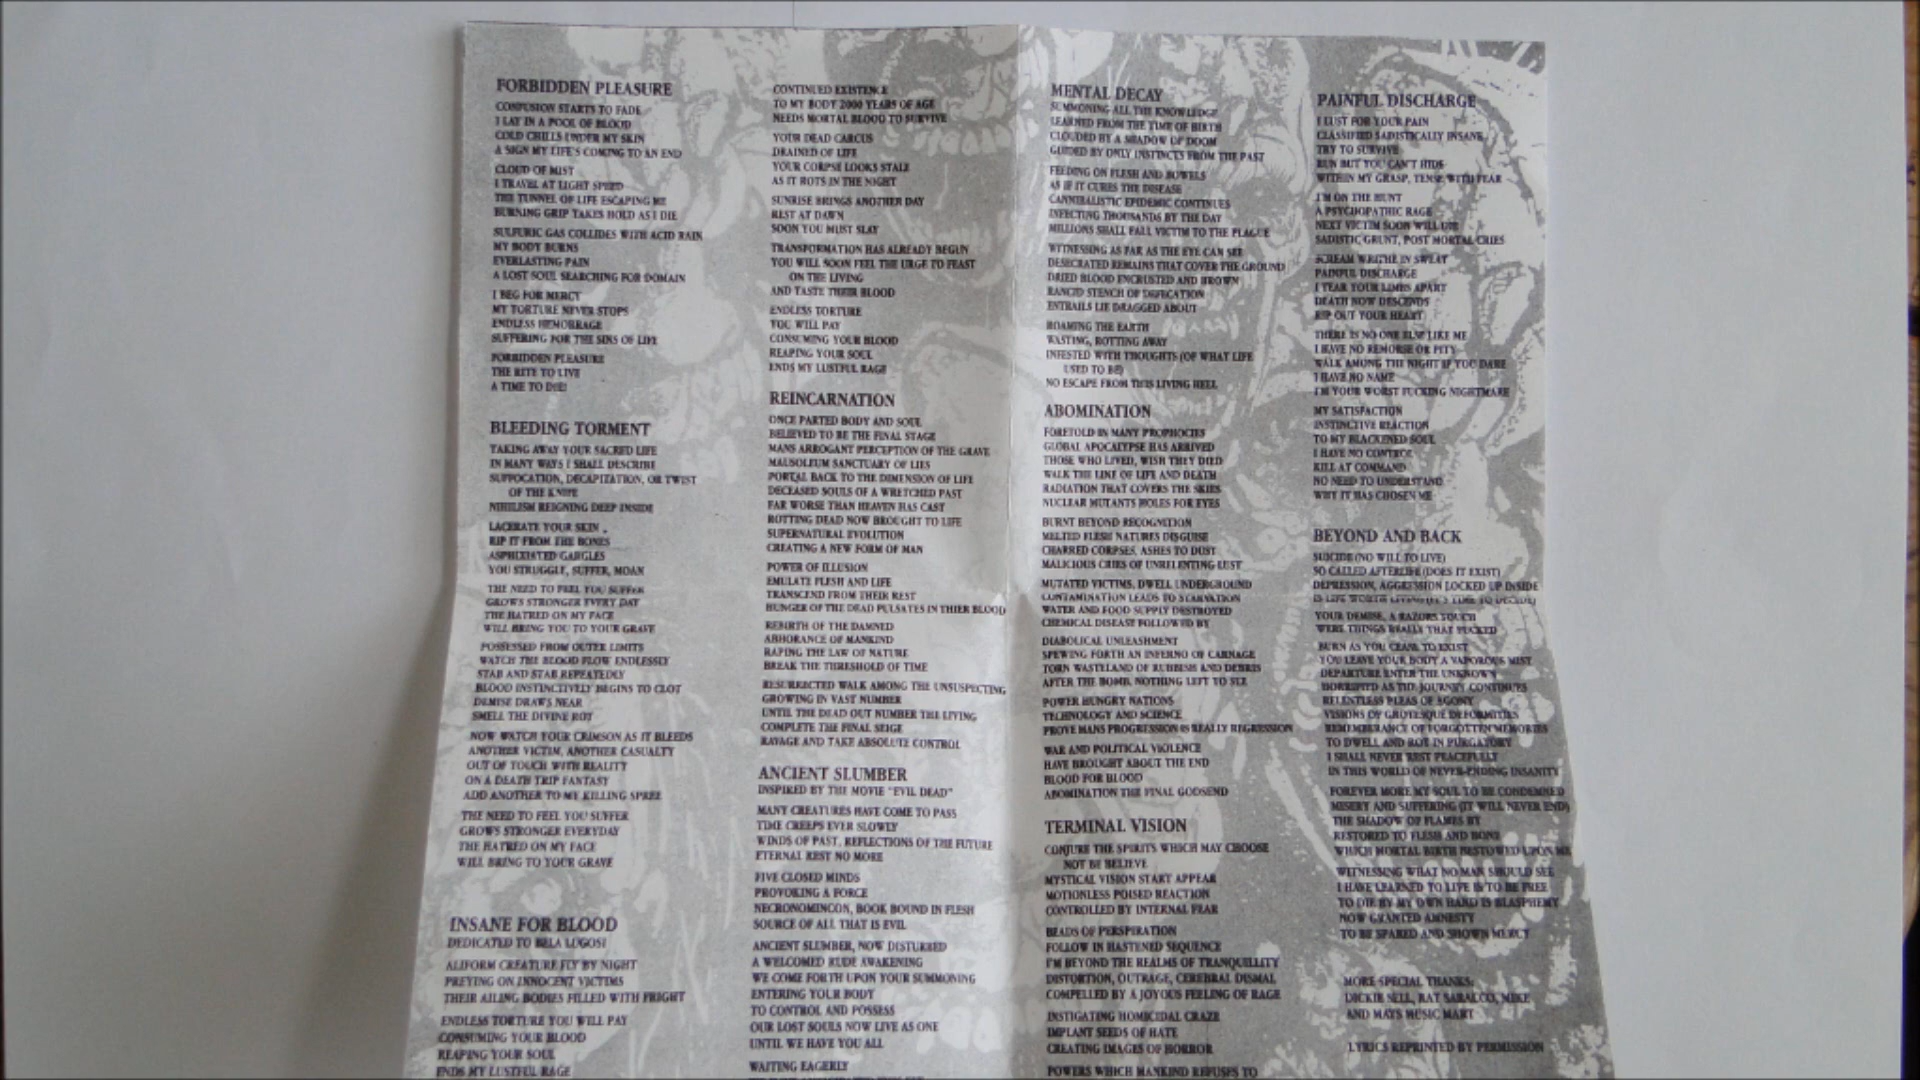 FORBIDDEN PLEASURE
CONFUSION STARTS TO FADE
I LAY IN A POOL OF BLOOD
COLD CHILLS UNDER MY SKIN
A SIGN MY LIFE'S COMING TO AN END
CLOUD OF MIST
I TRAVEL AT LIGHT SPEED
THE TUNNEL OF LIFE ESCAPING ME
BURNING GRIP TAKES HOLD AS I DIE
SULFURIC GAS COLLIDES WITH ACID RAIN
MY BODY BURNS
EVERLASTING PAIN
A LOST SOUL SEARCHING FOR DOMAIN
I BEG FOR MERCY
MY TORTURE NEVER STOPS
ENDLESS HEMORRAGE
SUFFERING FOR THE SINS OF LIFE
FORBIDDEN PLEASURE
THE RITE TO LIVE
A TIME TO DIE!
BLEEDING TORMENT
TAKING AWAY YOUR SACRED LIFE
IN MANY WAYS I SHALL DESCRIBE
SUFFOCATION, DECAPIZATION, OR TWIST
OF THE KNIFE
NIHILISM REIGNING DEEP INSIDE
LACERATE YOUR SKIN
RIP IT FROM THE BONES
ASPHIXIATED GARGLES
YOU STRUGGLE, SUFFER, MOAN
THE NEED TO FEEL YOU SUFFER
GROWS STRONGER EVERY DAY
THE HATRED ON MY FACE
WILL BRING YOU TO YOUR GRAVE
POSSESSED FROM OUTER LIMITS
WATCH THE BLOOD FLOW ENDLESSLY
STAB AND STAB REPEATEDLY
BLOOD INSTINCTIVELY BEGINS TO CLOT
DEMISE DRAWS NEAR
SMELL THE DIVINE ROT
NOW WATCH YOUR CRIMSON AS IT BLEEDS
ANOTHER VICTIM, ANOTHER CASUALTY
OUT OF TOUCH WITH REALITY
ON A DEATH TRIP FANTASY
ADD ANOTHER TO MY KILLING SPREE
THE NEED TO FEEL YOU SUFFER
GROWS STRONGER EVERYDAY
THE HATRED ON MY FACE
WILL BRING TO YOUR GRAVE
INSANE FOR BLOOD
DEDICATED TO BELA LUGOSI
ALIFORM CREATURE FLY BY NIGHT
PREYING ON INNOCENT VICTIMS
THEIR AILING BODIES FILLED WITH FRIGHT
ENDLESS TORTURE YOU WILL PAY
CONSUMING YOUR BLOOD
REAPING YOUR SOUL
ENDS MY LUSTFUL RAGE
CONTINUED EXISTENCE
TO MY BODY 2000 YEARS OF AGE
NEEDS MORTAL BLOOD TO SURVIVE
YOUR DEAD CARCUS
DRAINED OF LIFE
YOUR CORPSE LOOKS STALE
AS IT ROTS IN THE NIGHT
SUNRISE BRINGS ANOTHER DAY
REST AT DAWN
SOON YOU MUST SLAY
TRANSFORMATION HAS ALREADY BEGUN
YOU WILL SOON FEEL THE URGE TO FEAST
ON THE LIVING
AND TASTE THEIR BLOOD
ENDLESS TORTURE
YOU WILL PAY
CONSUMING YOUR BLOOD
REAPING YOUR SOUL
ENDS MY LUSTFUL RAGE
REINCARNATION
ONCE PARTED BODY AND SOUL
BELIEVED TO BE THE FINAL STAGE
MANS ARROGANT PERCEPTION OF THE GRAVE
MAUSOLEUM SANCTUARY OF LIES
PORTAL BACK TO THE DIMENSION OF LIFE
DECEASED SOULS OF A WRETCHED PAST
FAR WORSE THAN HEAVEN HAS CAST
ROTTING DEAD NOW BROUGHT TO LIFE
SUPERNATURAL EVOLUTION
CREATING A NEW FORM OF MAN
POWER OF ILLUSION
EMULATE FLESH AND LIFE
TRANSCEND FROM THEIR REST
HUNGER OF THE DEAD PULSATES IN THIER BLOOD
REBIRTH OF THE DAMNED
ABHORANCE OF MANKIND
RAPING THE LAW OF NATURE
BREAK THE THRESHOLD OF TIME
RESURRECTED WALK AMONG THE UNSUSPECTING
GROWING IN VAST NUMBER
UNTIL THE DEAD OUT NUMBER THE LIVING
COMPLETE THE FINAL SEIGE
RAVAGE AND TAKE ABSOLUTE CONTROL
ANCIENT SLUMBER
INSPIRED BY THE MOVIE "EVIL DEAD"
MANY CREATURES HAVE COME TO PASS
TIME CREEPS EVER SLOWLY
WINDS OF PAST, REFLECTIONS OF THE FUTURE
ETERNAL REST NO MORE
FIVE CLOSED MINDS
PROVOKING A FORCE
NECRONOMINCON, BOOK BOUND IN FLESH
SOURCE OF ALL THAT IS EVIL
ANCIENT SLUMBER, NOW DISTURBED
A WELCOMED RUDE AWAKENING
WE COME FORTH UPON YOUR SUMMONING
ENTERING YOUR BODY
TO CONTROL AND POSSESS
OUR LOST SOULS NOW LIVE AS ONE
UNTIL WE HAVE YOU ALL
WAITING EAGERLY
MENTAL DECAY
SUMMONING ALL THE KNOWLEDGE
LEARNED FROM THE TIME OF BIRTH
CLOUDED BY A SHADOW OF DOOM
GUIDED BY ONLY INSTINCTS FROM THE PAST
FEEDING ON FLESH AND BOWELS
AS IF IT CURES THE DISEASE
CANNIBALISTIC EPIDEMIC CONTINUES
INFECTING THOUSANDS BY THE DAY
MILLIONS SHALL FALL VICTIM TO THE PLAGUE
WITNESSING AS FAR AS THE EYE CAN SEE
DESECRATED REMAINS THAT COVER THE GROUND
DRIED BLOOD ENCRUSTED AND BROWN
RANCID STENCH OF DEFECATION
ENTRAILS LIE DRAGGED ABOUT
ROAMING THE EARTH
WASTING, ROTTING AWAY
INFESTED WITH THOUGHTS (OF WHAT LIFE
USED TO BE)
NO ESCAPE FROM THIS LIVING HELL
ABOMINATION
FORETOLD IN MANY PROPHOCIES
GLOBAL APOCALYPSE HAS ARRIVED
THOSE WHO LIVED, WISH THEY DIED
WALK THE LINE OF LIFE AND DEATH
RADIATION THAT COVERS THE SKIES
NUCLEAR MUTANTS HOLES FOR EYES
BURNT BEYOND RECOGNITION
MELTED FLESH NATURES DISGUISE
CHARRED CORPSES, ASHES TO DUST
MALICIOUS CRIES OF UNRELENTING LUST
MUTATED VICTIMS, DWELL UNDERGROUND
CONTAMINATION LEADS TO STARVATION
WATER AND FOOD SUPPLY DESTROYED
CHEMICAL DISEASE FOLLOWED BY
DIABOLICAL UNLEASHMENT
SPEWING FORTH AN INFERNO OF CARNAGE
TORN WASTELAND OF RUBBISH AND DEBRIS
AFTER THE BOMB, NOTHING LEFT TO SEE
POWER HUNGRY NATIONS
TECHNOLOGY AND SCIENCE
PROVE MANS PROGRESSION IS REALLY REGRESSION
WAR AND POLITICAL VIOLENCE
HAVE BROUGHT ABOUT THE END
BLOOD FOR BLOOD
ABOMINATION THE FINAL GODSEND
TERMINAL VISION
CONJURE THE SPIRITS WHICH MAY CHOOSE
NOT BE BELIEVE
MYSTICAL VISION START APPEAR
MOTIONLESS POISED REACTION
CONTROLLED BY INTERNAL FEAR
BEADS OF PERSPIRATION
FOLLOW IN HASTENED SEQUENCE
I'M BEYOND THE REALMS OF TRANQUILLITY
DISTORTION, OUTRAGE, CEREBRAL DISMAL
COMPELLED BY A JOYOUS FEELING OF RAGE
INSTIGATING HOMICIDAL CRAZE
IMPLANT SEEDS OF HATE
CREATING IMAGES OF HORROR
POWERS WHICH MANKIND REFUSES TO
PAINFUL DISCHARGE
I LUST FOR YOUR PAIN
CLASSIFIED SADISTICALLY INSANE
TRY TO SURVIVE
RUN BUT YOU CAN'T HIDE
WITHIN MY GRASP, TENSE WITH FEAR
I'M ON THE HUNT
A PSYCHOPATHIC RAGE
NEXT VICTIM SOON WILL DIE
SADISTIC GRUNT, POST MORTAL CRIES
SCREAM WRITHE IN SWEAT
PAINFUL DISCHARGE
I TEAR YOUR LIMBS APART
DEATH NOW DESCENDS
RIP OUT YOUR HEART
THERE IS NO ONE ELSE LIKE ME
I HAVE NO REMORSE OR PITY
WALK AMONG THE NIGHT IF YOU DARE
I HAVE NO NAME
I'M YOUR WORST FUCKING NIGHTMARE
MY SATISFACTION
INSTINCTIVE REACTION
TO MY BLACKENED SOUL
I HAVE NO CONTROL
KILL AT COMMAND
NO NEED TO UNDERSTAND
WHY IT HAS CHOSEN ME
BEYOND AND BACK
SUICIDE (NO WILL TO LIVE)
SO CALLED AFTERLIFE (DOES IT EXIST)
DEPRESSION, AGGRESSION LOCKED UP INSIDE
IS LIFE WORTH LIVING (IT'S TIME TO DECIDE)
YOUR DEMISE, A RAZORS TOUCH
WERE THINGS REALLY THAT FUCKED
BURN AS YOU CEASE TO EXIST
YOU LEAVE YOUR BODY A VAPOROUS MIST
DEPARTURE ENTER THE UNKNOWN
HORRIFIED AS THE JOURNEY CONTINUES
RELENTLESS PLEAS OF AGONY
VISIONS OF GROTESQUE DEFORMITIES
REMEMBERANCE OF FORGOTTEN MEMORIES
TO DWELL AND ROT IN PURGATORY
I SHALL NEVER REST PEACEFULLY
IN THIS WORLD OF NEVER-ENDING INSANITY
FOREVER MORE MY SOUL TO BE CONDEMNED
MISERY AND SUFFERING (IT WILL NEVER END)
THE SHADOW OF FLAMES BY
RESTORED TO FLESH AND BONE
WHICH MORTAL BIRTH BESTOWED UPON ME
WITNESSING WHAT NO MAN SHOULD SEE
I HAVE LEARNED TO LIVE IS TO BE FREE
TO DIE BY MY OWN HAND IS BLASPHEMY
NOW GRANTED AMNESTY
TO BE SPARED AND SHOWN MERCY
MORE SPECIAL THANKS:
DICKIE SELL, RAT SARACCO, MIKE
AND MAYS MUSIC MART
LYRICS REPRINTED BY PERMISSION